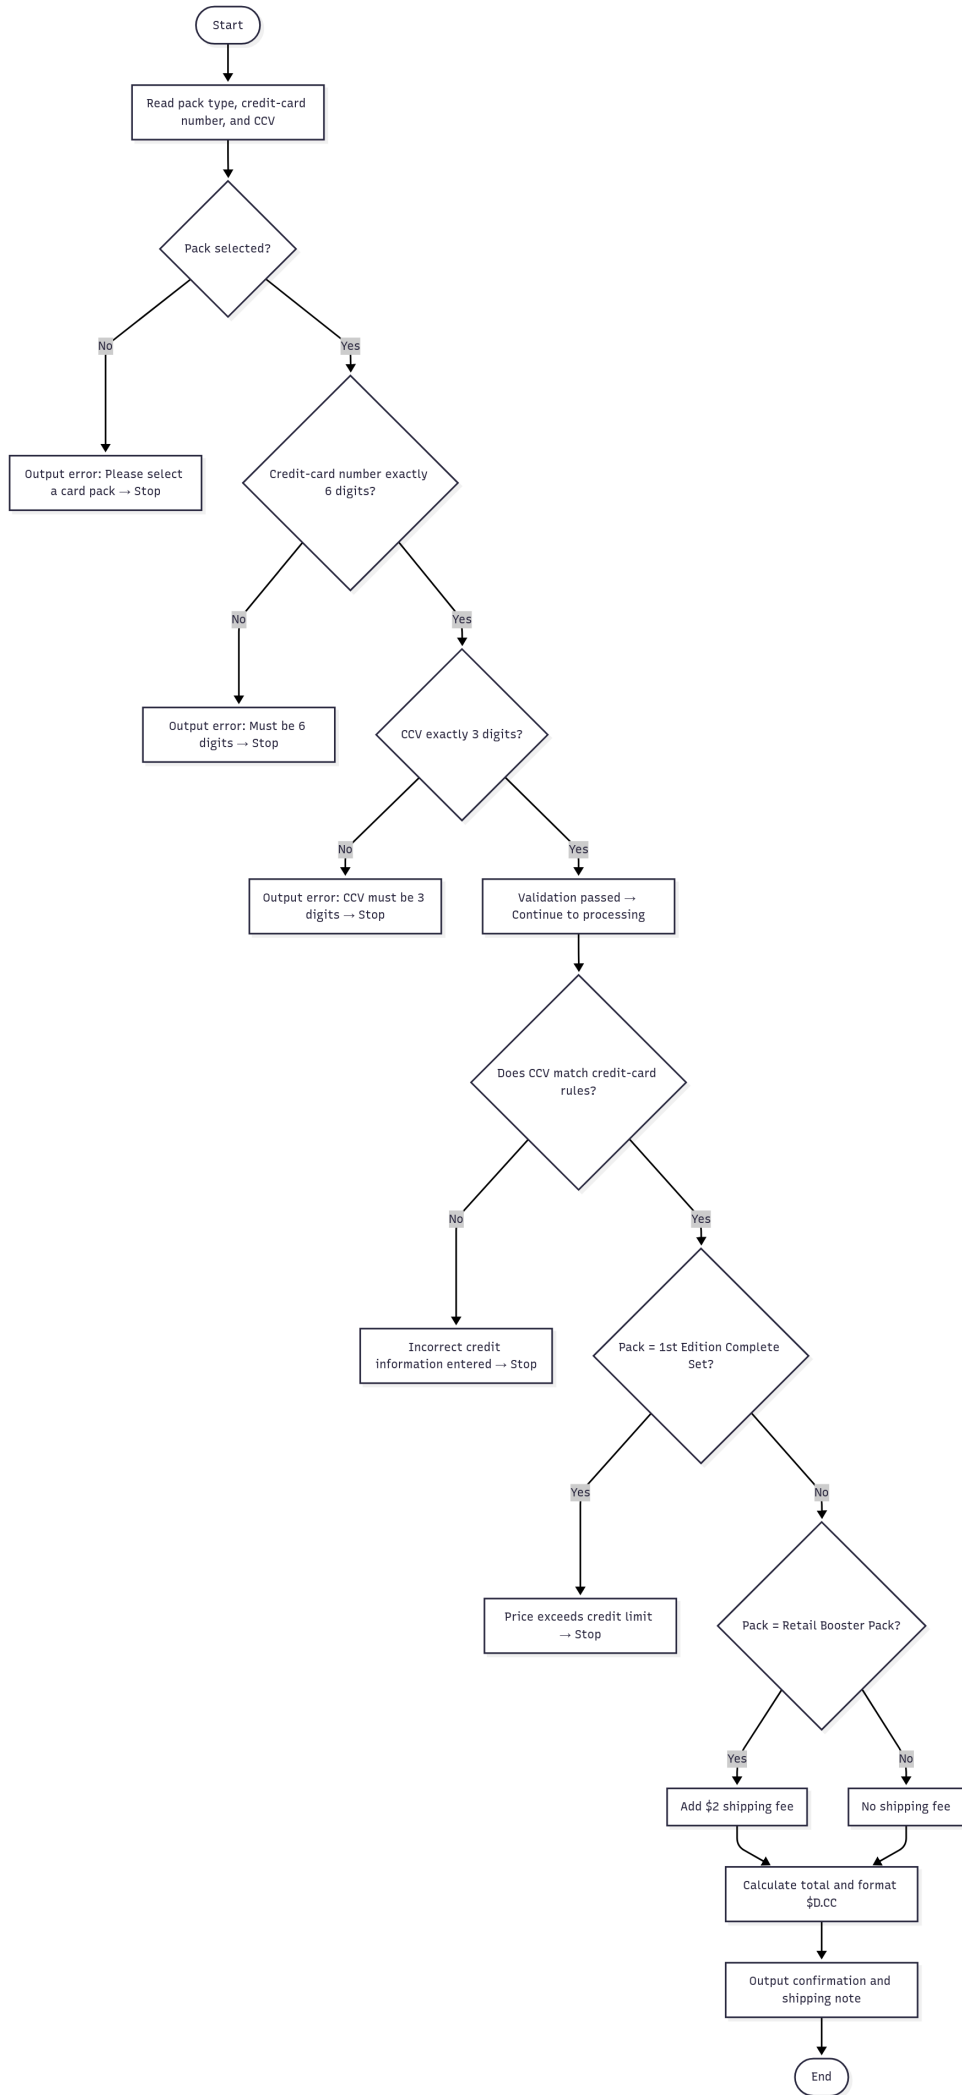 Start
Read pack type, credit-card
number, and CCV
Pack selected?
No
Yes
Output error: Please select
a card pack → Stop
Credit-card number exactly
6 digits?
No
Yes
Output error: Must be 6
digits → Stop
CCV exactly 3 digits?
No
Yes
Output error: CCV must be 3
digits → Stop
Validation passed →
Continue to processing
Does CCV match credit-card
rules?
No
Yes
Incorrect credit
information entered → Stop
Pack = 1st Edition Complete
Set?
Yes
No
Price exceeds credit limit
→ Stop
Pack = Retail Booster Pack?
Yes
No
Add $2 shipping fee
No shipping fee
Calculate total and format
$D.CC
Output confirmation and
shipping note
End